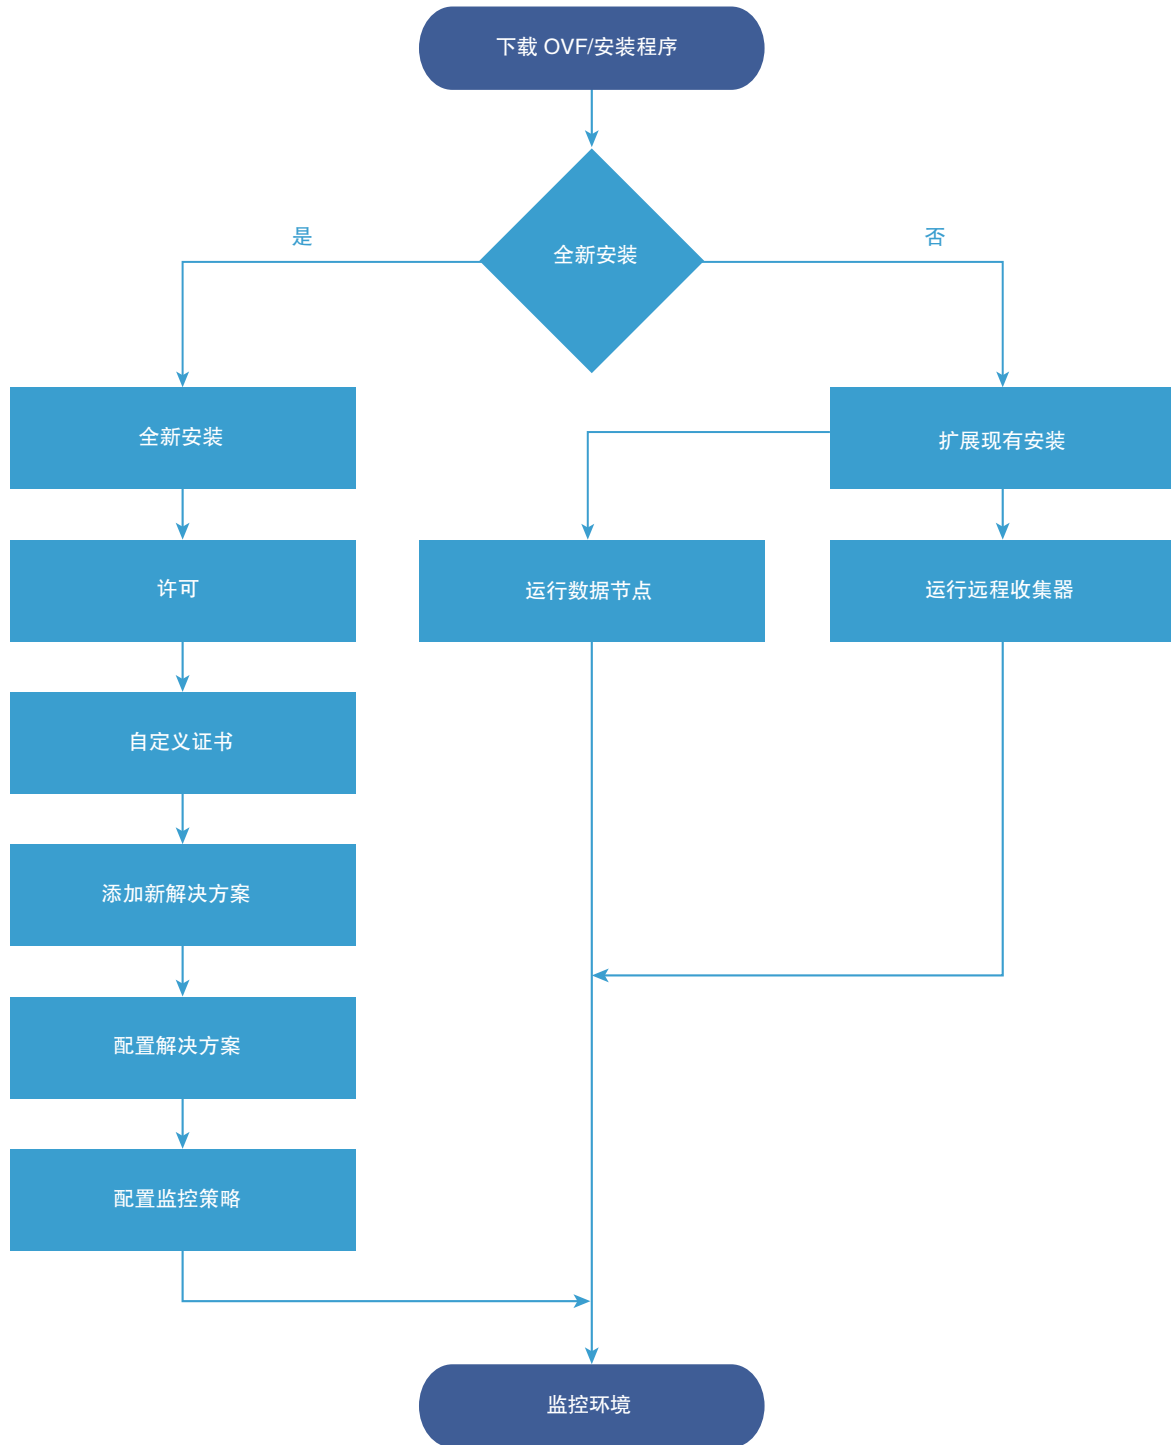 下载 OVF/安装程序
全新安装
是
否
全新安装
扩展现有安装
许可
运行数据节点
运行远程收集器
自定义证书
添加新解决方案
配置解决方案
配置监控策略
监控环境